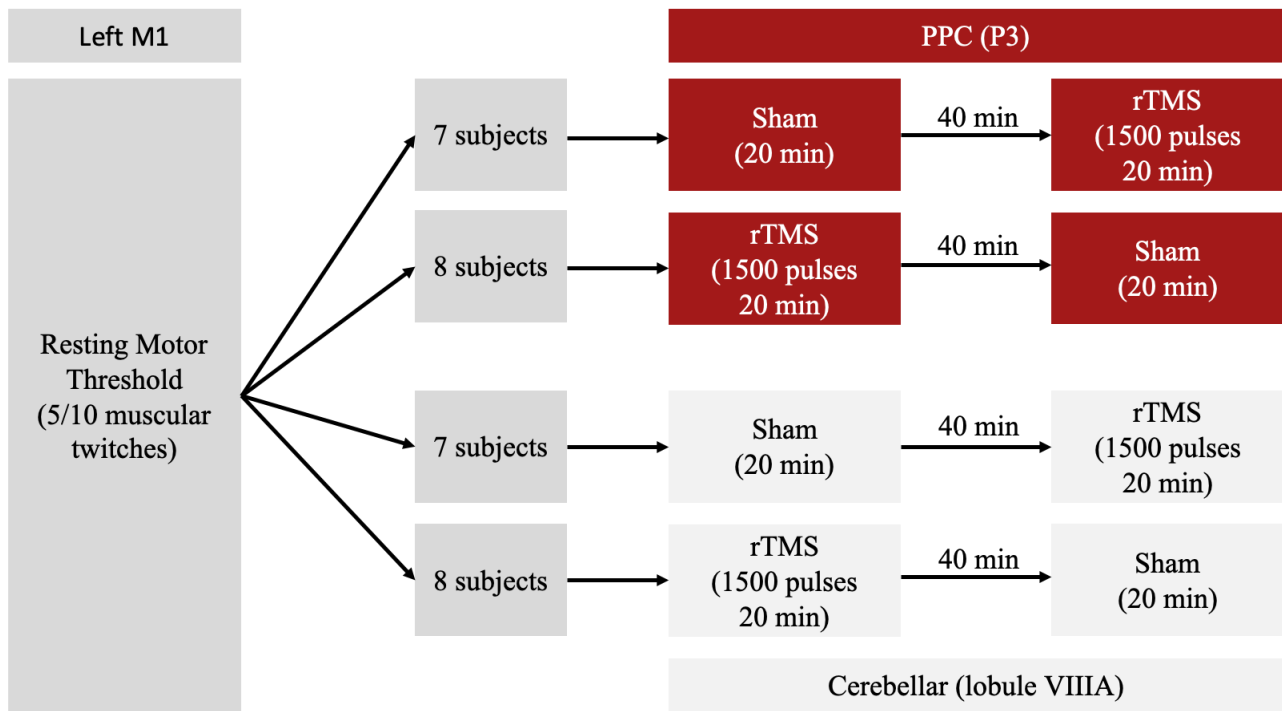 Left M1
PPC (P3)
Resting Motor
Threshold
(5/10 muscular
twitches)
7 subjects
Sham
(20 min)
40 min
rTMS
(1500 pulses
20 min)
8 subjects
rTMS
(1500 pulses
20 min)
40 min
Sham
(20 min)
7 subjects
Sham
(20 min)
40 min
rTMS
(1500 pulses
20 min)
8 subjects
rTMS
(1500 pulses
20 min)
40 min
Sham
(20 min)
Cerebellar (lobule VIIIA)